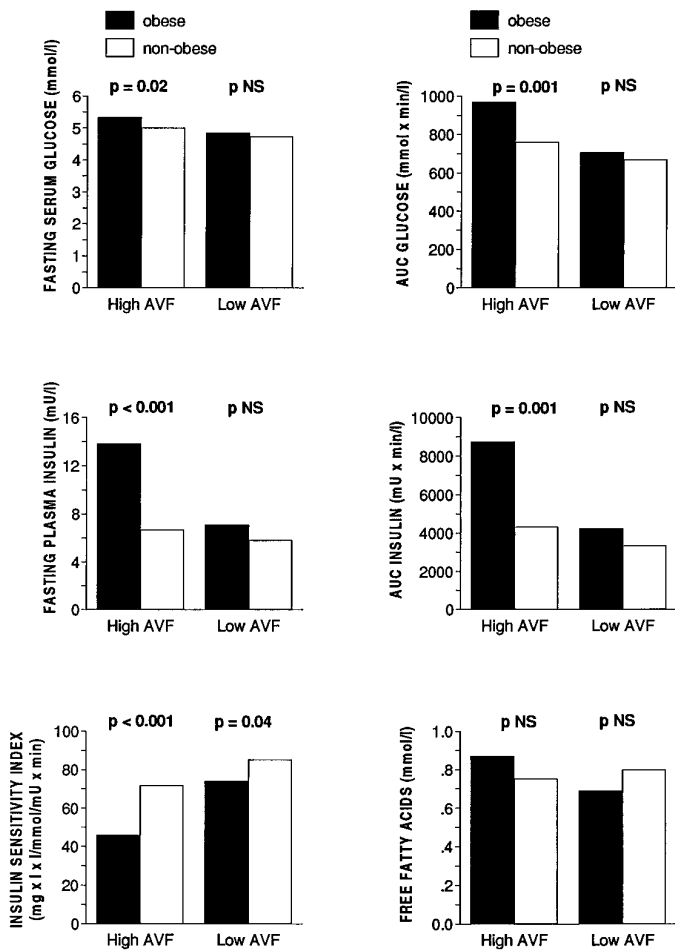 obese
non-obese
obese
non-obese
p = 0.02
p NS
FASTING SERUM GLUCOSE (mmol/l)
6
5
4
3
2
1
0
High AVF
Low AVF
p = 0.001
p NS
AUC GLUCOSE (mmol x min/l)
1000
800
600
400
200
0
High AVF
Low AVF
p < 0.001
p NS
FASTING PLASMA INSULIN (mU/l)
16
12
8
4
0
High AVF
Low AVF
p = 0.001
p NS
AUC INSULIN (mU x min/l)
10000
8000
6000
4000
2000
0
High AVF
Low AVF
p < 0.001
p = 0.04
INSULIN SENSITIVITY INDEX
(mg x l x l/mmol/mU x min)
100
80
60
40
20
0
High AVF
Low AVF
p NS
p NS
FREE FATTY ACIDS (mmol/l)
1.0
.8
.6
.4
.2
0
High AVF
Low AVF